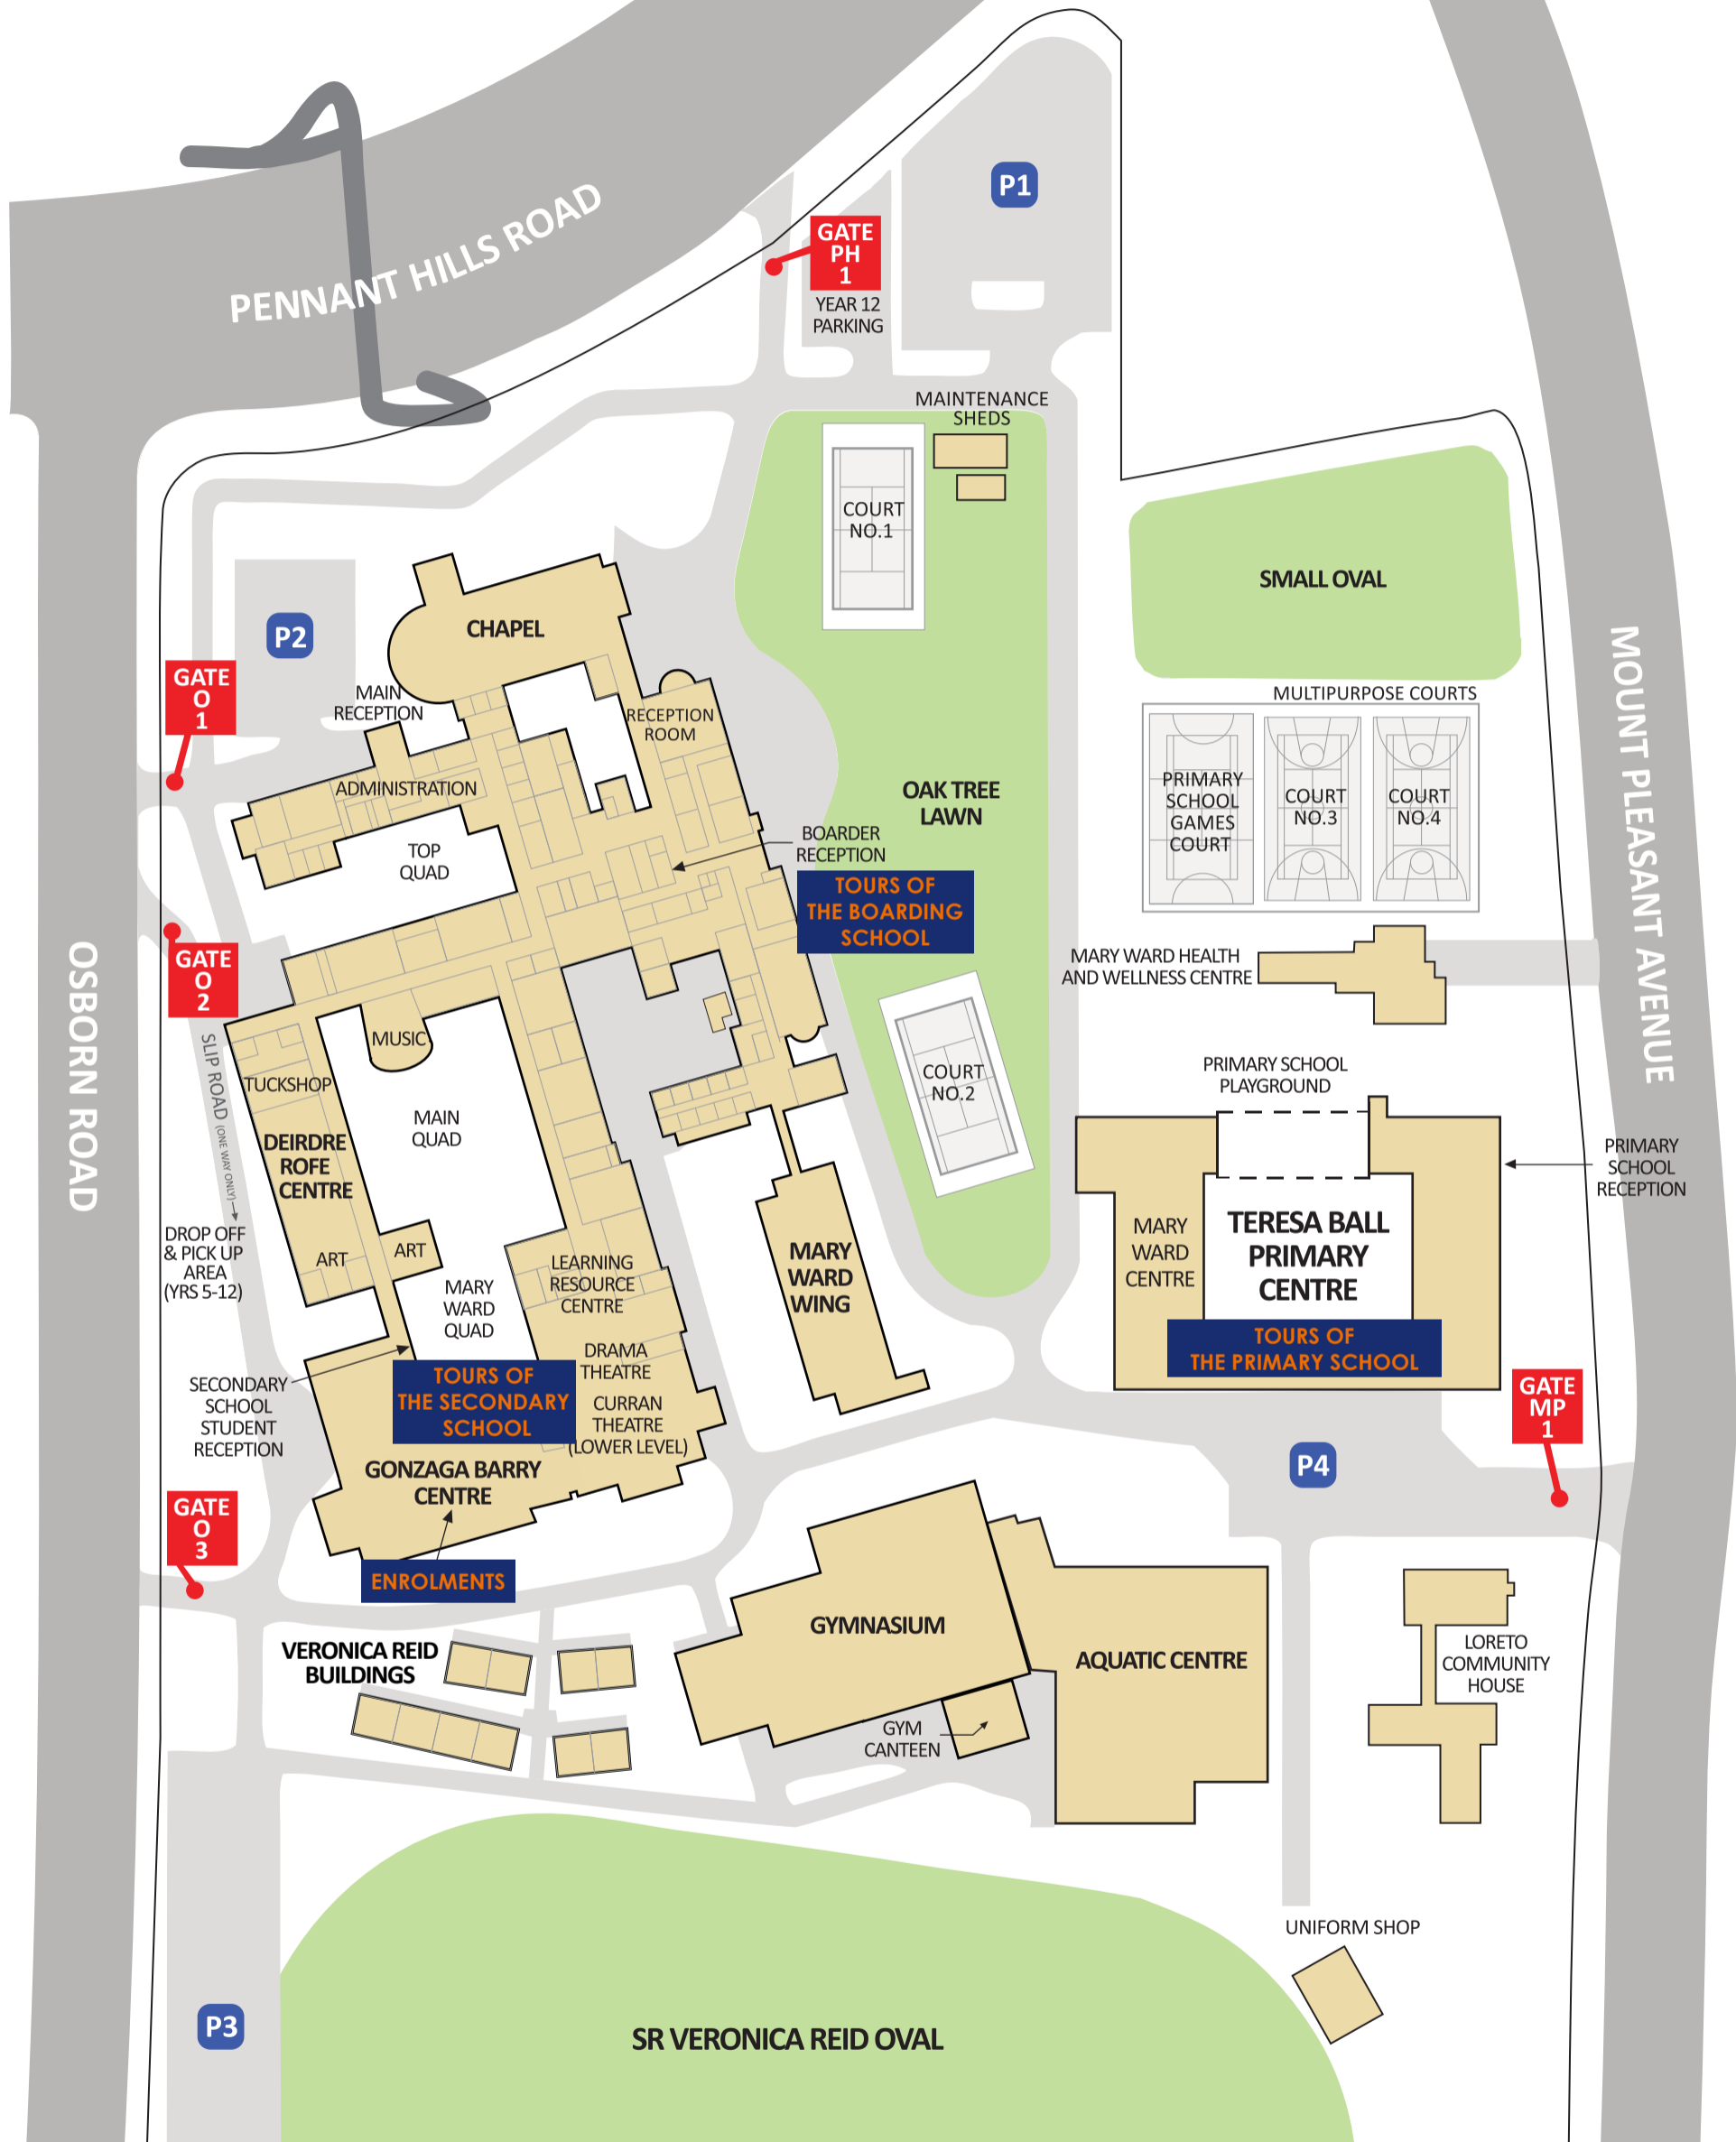 PENNANT HILLS ROAD
P1
GATE
PH
1
YEAR 12
PARKING
MAINTENANCE
SHEDS
COURT
NO.1
SMALL OVAL
P2
CHAPEL
GATE
O
1
MAIN
RECEPTION
RECEPTION
ROOM
MULTIPURPOSE COURTS
MOUNT PLEASANT AVENUE
ADMINISTRATION
OAK TREE
LAWN
PRIMARY
SCHOOL
GAMES
COURT
COURT
NO.3
COURT
NO.4
TOP
QUAD
BOARDER
RECEPTION
TOURS OF
THE BOARDING
SCHOOL
OSBORN ROAD
GATE
O
2
MARY WARD HEALTH
AND WELLNESS CENTRE
SLIP ROAD (ONE WAY ONLY)
MUSIC
TUCKSHOP
MAIN
QUAD
COURT
NO.2
PRIMARY SCHOOL
PLAYGROUND
DEIRDRE
ROFE
CENTRE
PRIMARY
SCHOOL
RECEPTION
DROP OFF
& PICK UP
AREA
(YRS 5-12)
ART
ART
MARY
WARD
QUAD
LEARNING
RESOURCE
CENTRE
MARY
WARD
WING
MARY
WARD
CENTRE
TERESA BALL
PRIMARY
CENTRE
TOURS OF
THE PRIMARY SCHOOL
DRAMA
THEATRE
SECONDARY
SCHOOL
STUDENT
RECEPTION
TOURS OF
THE SECONDARY
SCHOOL
CURRAN
THEATRE
(LOWER LEVEL)
GATE
MP
1
P4
GONZAGA BARRY
CENTRE
GATE
O
3
ENROLMENTS
VERONICA REID
BUILDINGS
GYMNASIUM
AQUATIC CENTRE
LORETO
COMMUNITY
HOUSE
GYM
CANTEEN
UNIFORM SHOP
P3
SR VERONICA REID OVAL